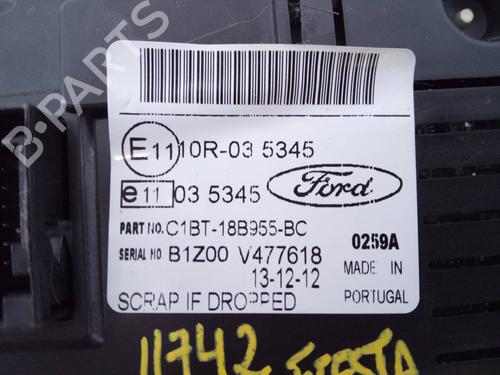 B-PARTS
E11 10R-03 5345
e11 03 5345 Ford
PART NO. C1BT-18B955-BC
SERIAL NO. B1Z00 V477618 0259A
13-12-12 MADE IN
SCRAP IF DROPPED PORTUGAL
11742 FIESTA